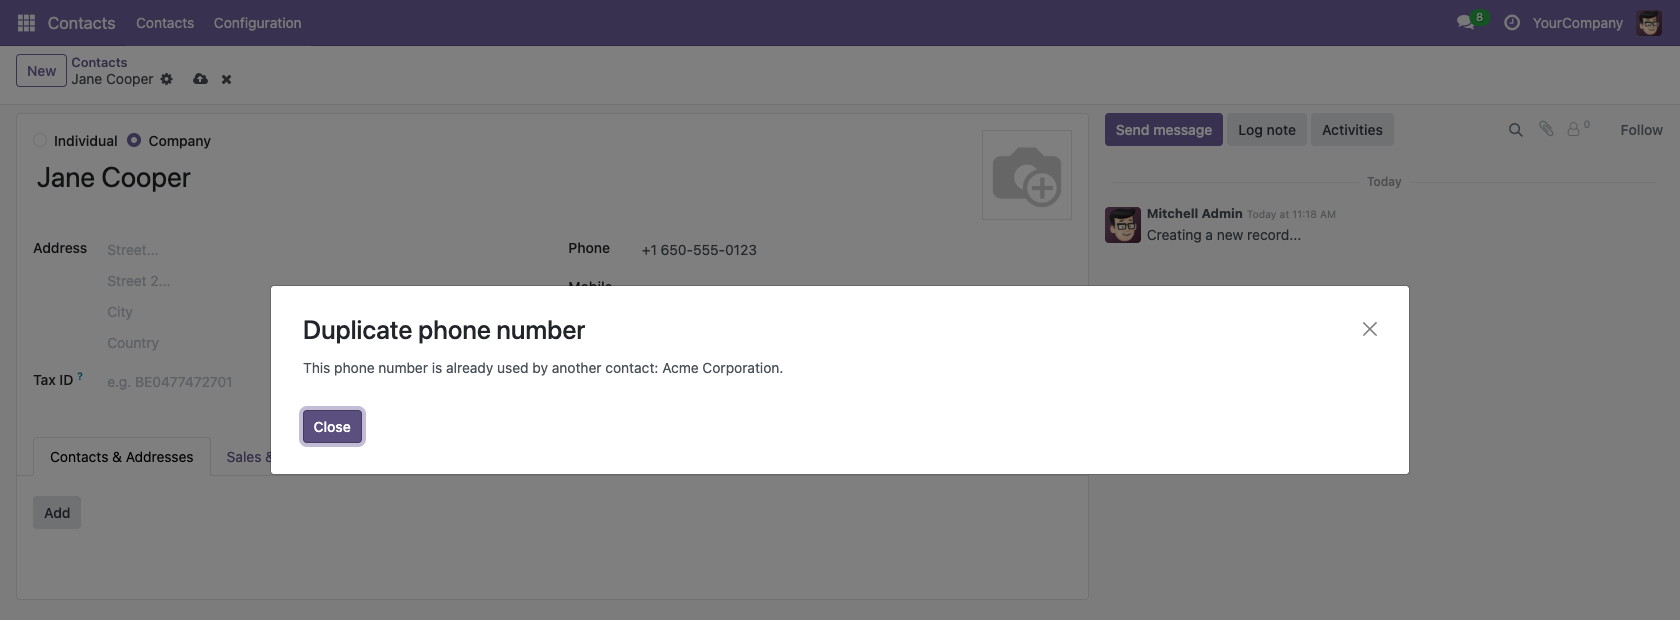 Contacts Contacts Configuration 8 YourCompany
New Contacts
Jane Cooper
Individual Company
Jane Cooper
Address Street...
Street 2...
City
Country
Tax ID ? e.g. BE0477472701
Phone +1 650-555-0123
Mobile
Duplicate phone number
This phone number is already used by another contact: Acme Corporation.
Close
Contacts & Addresses Sales &
Add
Send message Log note Activities 0 Follow
Today
Mitchell Admin Today at 11:18 AM
Creating a new record...